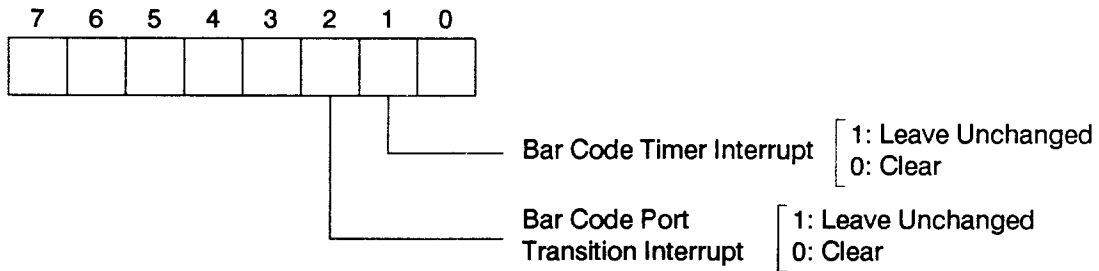 7 6 5 4 3 2 1 0
Bar Code Timer Interrupt
1: Leave Unchanged
0: Clear
Bar Code Port
Transition Interrupt
1: Leave Unchanged
0: Clear